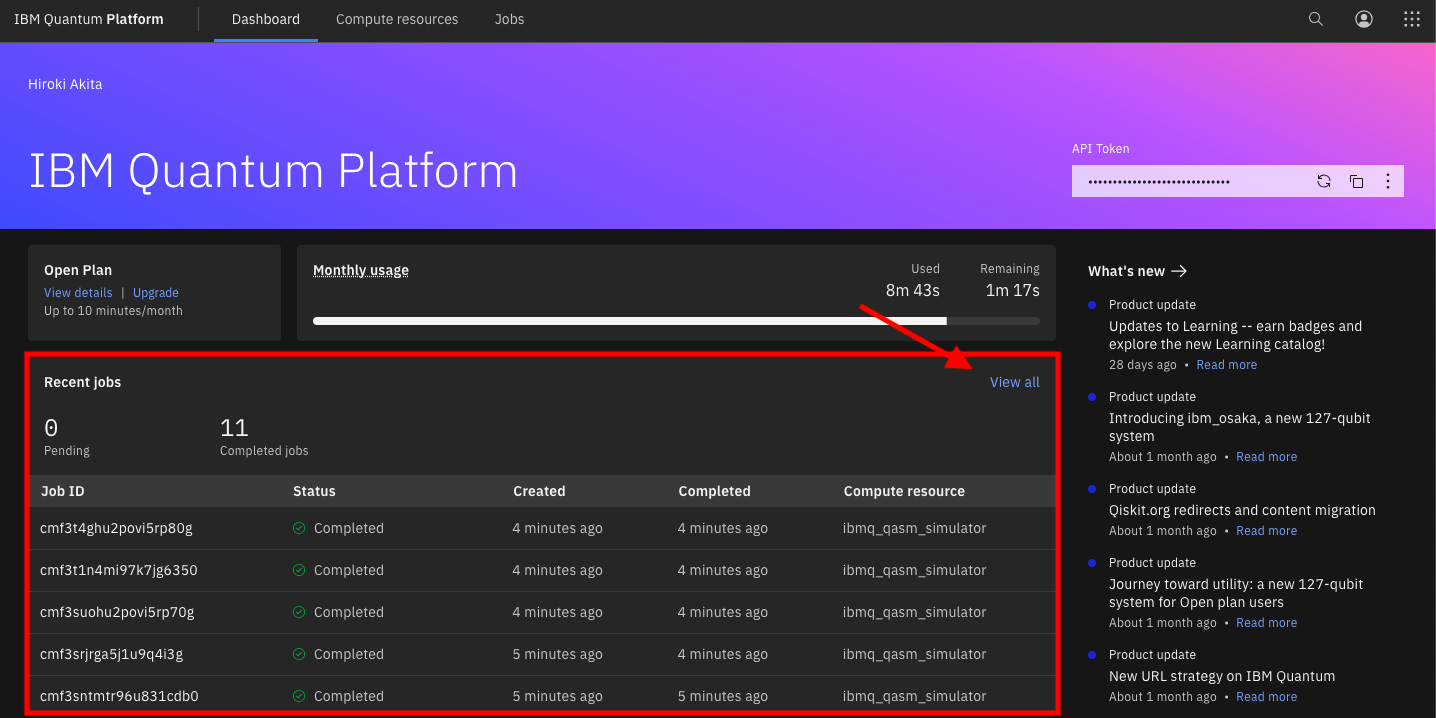 IBM Quantum Platform
Dashboard
Compute resources
Jobs
Hiroki Akita
IBM Quantum Platform
API Token
Open Plan
View details | Upgrade
Up to 10 minutes/month
Monthly usage
Used
Remaining
8m 43s
1m 17s
Recent jobs
View all
0
Pending
11
Completed jobs
Job ID Status Created Completed Compute resource
cmf3t4ghu2povi5rp80g Completed 4 minutes ago 4 minutes ago ibmq_qasm_simulator
cmf3t1n4mi97k7jg6350 Completed 4 minutes ago 4 minutes ago ibmq_qasm_simulator
cmf3suohu2povi5rp70g Completed 4 minutes ago 4 minutes ago ibmq_qasm_simulator
cmf3srjrga5j1u9q4i3g Completed 5 minutes ago 4 minutes ago ibmq_qasm_simulator
cmf3sntmtr96u831cdb0 Completed 5 minutes ago 5 minutes ago ibmq_qasm_simulator
What's new
Product update
Updates to Learning -- earn badges and
explore the new Learning catalog!
28 days ago • Read more
Product update
Introducing ibm_osaka, a new 127-qubit
system
About 1 month ago • Read more
Product update
Qiskit.org redirects and content migration
About 1 month ago • Read more
Product update
Journey toward utility: a new 127-qubit
system for Open plan users
About 1 month ago • Read more
Product update
New URL strategy on IBM Quantum
About 1 month ago • Read more